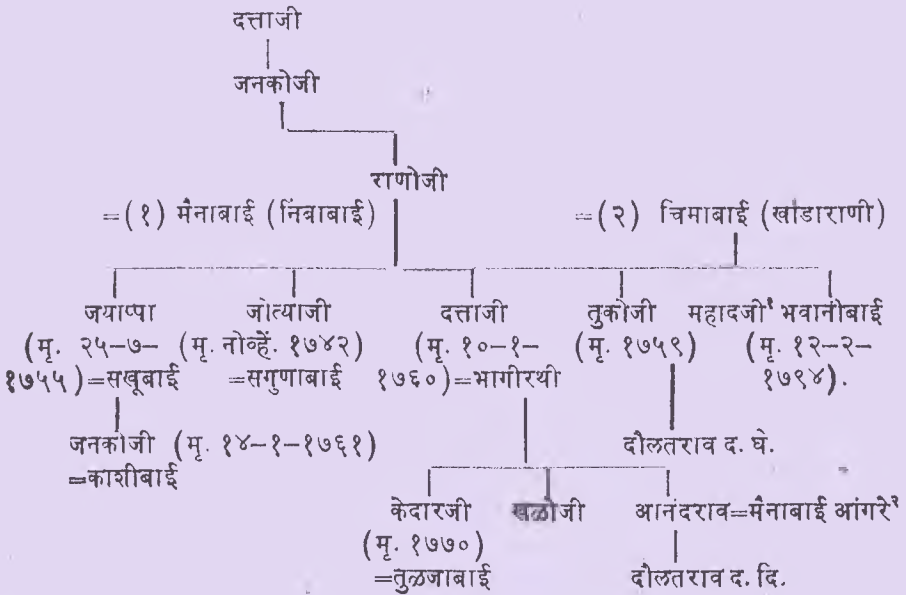 दत्ताजी
जनकोजी
राणोजी
=(१) मैनाबाई (निंबाबाई) =(२) चिमाबाई (खांडाराणी)
जयाप्पा जोत्याजी दत्ताजी तुकोजी महादजी¹ भवानीबाई
(मृ. २५-७- (मृ. नोव्हें. १७४२) (मृ. १०-१- (मृ. १७५९) (मृ. १२-२-
१७५५)=सखूबाई =सगुणाबाई १७६०)=भागीरथी १७९४).
जनकोजी (मृ. १४-१-१७६१) दौलतराव द. घे.
=काशीबाई
केदारजी खळोजी आनंदराव=मैनाबाई आंगरे²
(मृ. १७७०)
=तुळजाबाई दौलतराव द. दि.